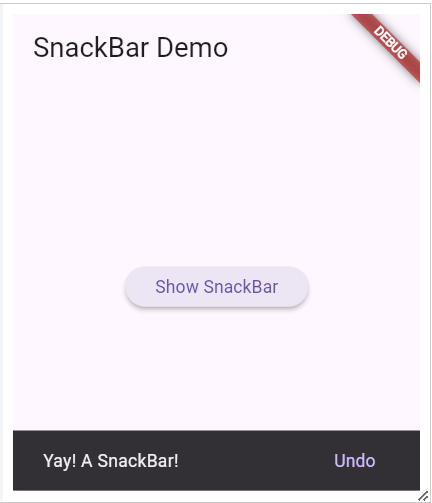 SnackBar Demo
DEBUG
Show SnackBar
Yay! A SnackBar!
Undo